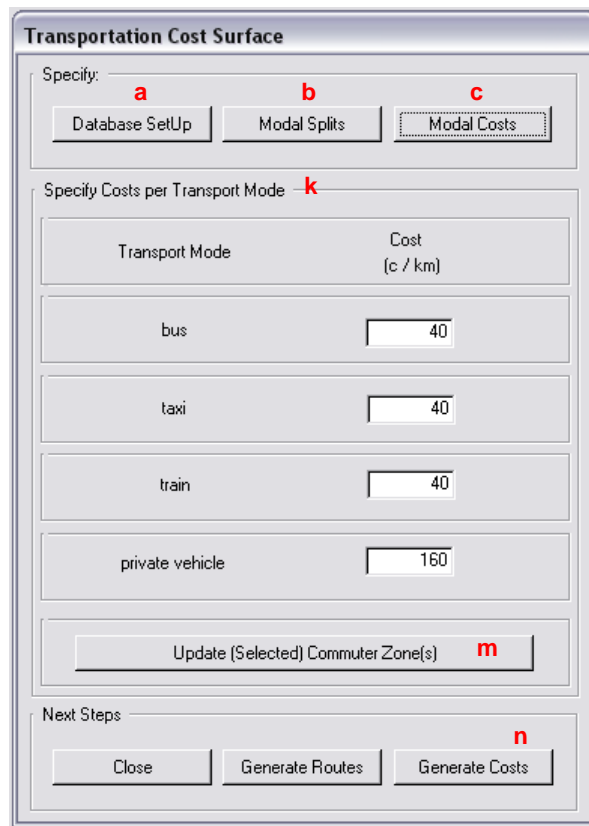 Transportation Cost Surface
Specify:
a b c
Database SetUp Modal Splits Modal Costs
Specify Costs per Transport Mode k
Transport Mode Cost
(c / km)
bus 40
taxi 40
train 40
private vehicle 160
Update (Selected) Commuter Zone(s) m
Next Steps
n
Close Generate Routes Generate Costs